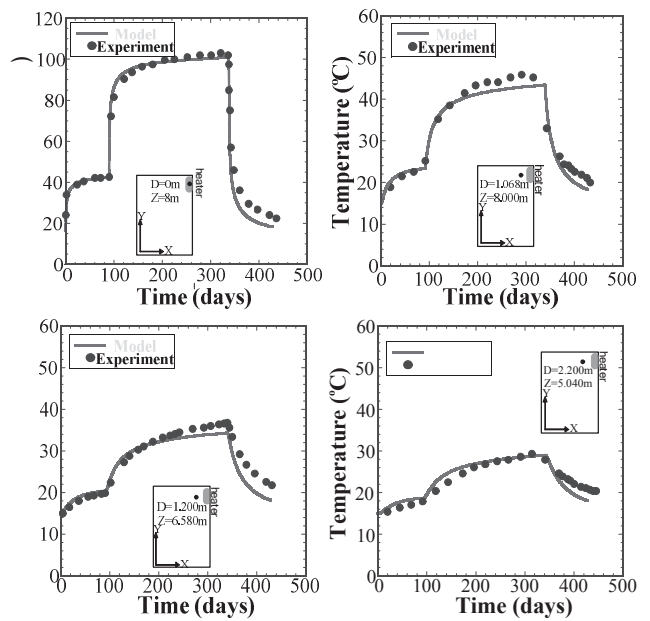 120
100
80
60
40
20
0
)
Model
Experiment
D=0m
Z=8m
heater
Y
X
0 100 200 300 400 500
Time (days)
60
50
40
30
20
10
0
Temperature (°C)
Model
Experiment
D=1.068m
Z=8.000m
heater
Y
X
0 100 200 300 400 500
Time (days)
60
50
40
30
20
10
0
Model
Experiment
D=1.200m
Z=6.580m
heater
Y
X
0 100 200 300 400 500
Time (days)
60
50
40
30
20
10
0
Temperature (°C)
D=2.200m
Z=5.040m
heater
Y
X
0 100 200 300 400 500
Time (days)